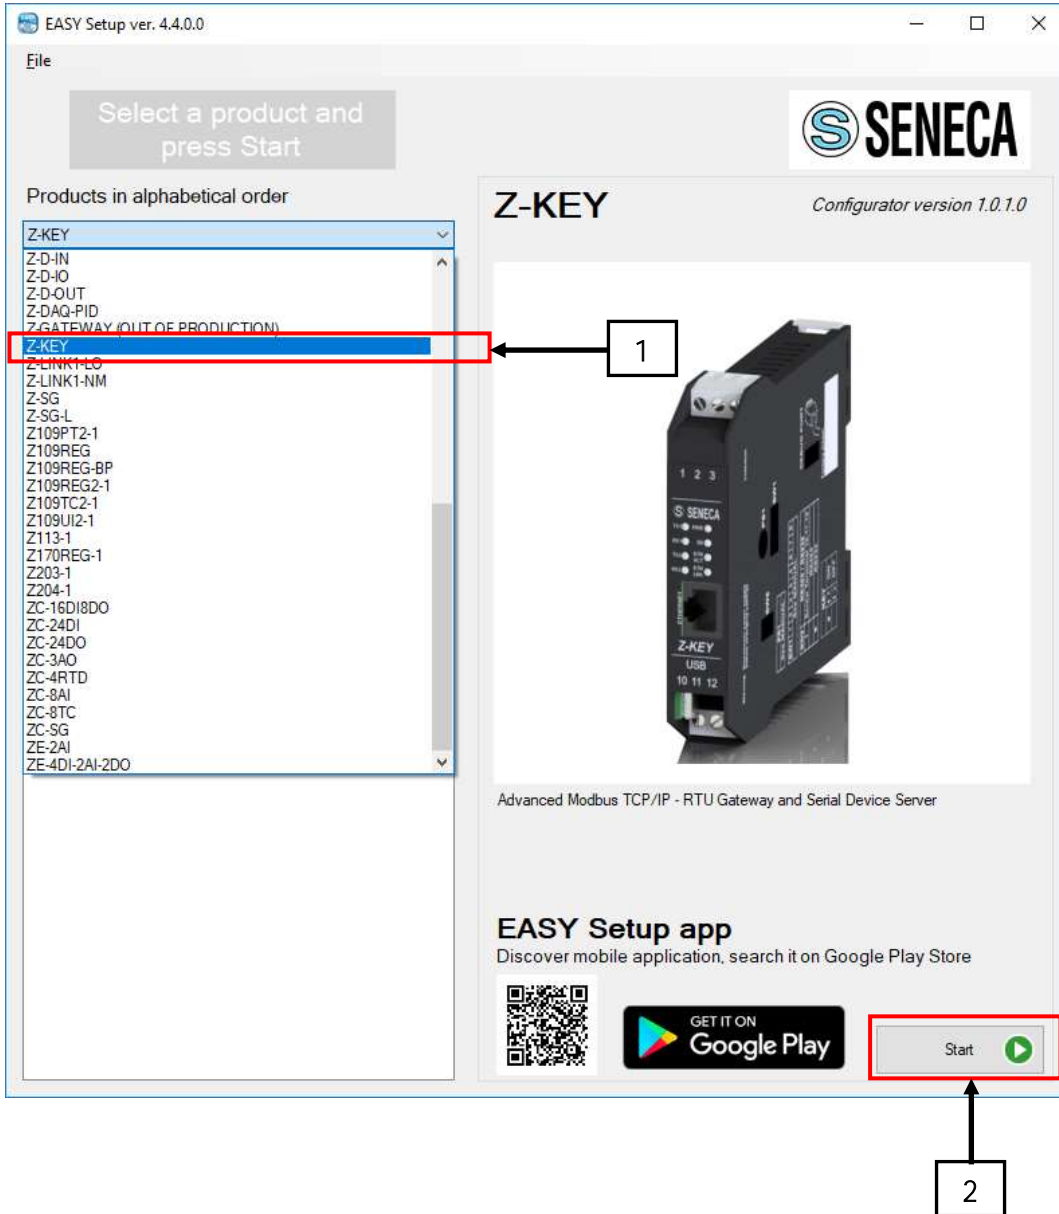 EASY Setup ver. 4.4.0.0
File
Select a product and
press Start
SENECA
Products in alphabetical order
Z-KEY
Z-D-IN
Z-D-IO
Z-D-OUT
Z-DAQ-PID
Z-GATEWAY (OUT OF PRODUCTION)
Z-KEY
Z-LINK1-LO
Z-LINK1-NM
Z-SG
Z-SG-L
Z109PT2-1
Z109REG
Z109REG-BP
Z109REG2-1
Z109TC2-1
Z109UI2-1
Z113-1
Z170REG-1
Z203-1
Z204-1
ZC-16DI8DO
ZC-24DI
ZC-24DO
ZC-3AO
ZC-4RTD
ZC-8AI
ZC-8TC
ZC-SG
ZE-2AI
ZE-4DI-2AI-2DO
1
Z-KEY
Configurator version 1.0.1.0
1 2 3
S SENECA
ETHERNET
Z-KEY
USB
10 11 12
Advanced Modbus TCP/IP - RTU Gateway and Serial Device Server
EASY Setup app
Discover mobile application, search it on Google Play Store
GET IT ON
Google Play
Start
2